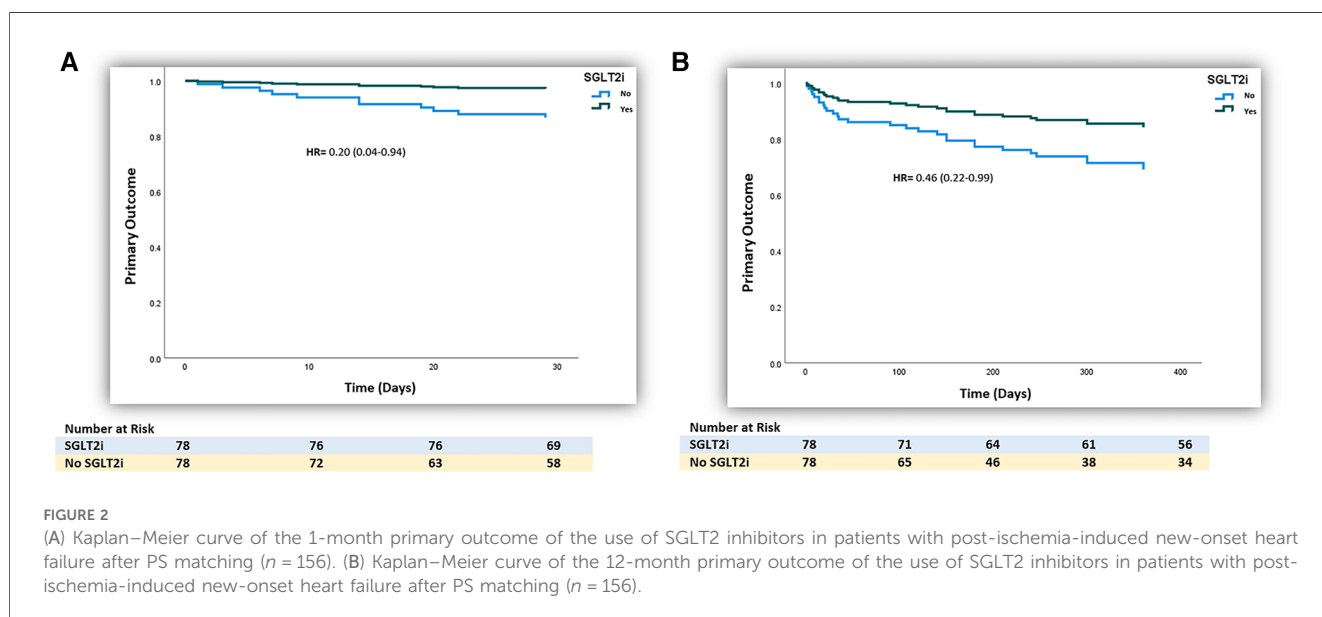 A
SGLT2i
No
Yes
1.0
0.8
0.6
0.4
0.2
0.0
Primary Outcome
HR= 0.20 (0.04-0.94)
0 10 20 30
Time (Days)
Number at Risk
SGLT2i 78 76 76 69
No SGLT2i 78 72 63 58
B
SGLT2i
No
Yes
1.0
0.8
0.6
0.4
0.2
0.0
Primary Outcome
HR= 0.46 (0.22-0.99)
0 100 200 300 400
Time (Days)
Number at Risk
SGLT2i 78 71 64 61 56
No SGLT2i 78 65 46 38 34
FIGURE 2
(A) Kaplan–Meier curve of the 1-month primary outcome of the use of SGLT2 inhibitors in patients with post-ischemia-induced new-onset heart
failure after PS matching (n = 156). (B) Kaplan–Meier curve of the 12-month primary outcome of the use of SGLT2 inhibitors in patients with post-
ischemia-induced new-onset heart failure after PS matching (n = 156).